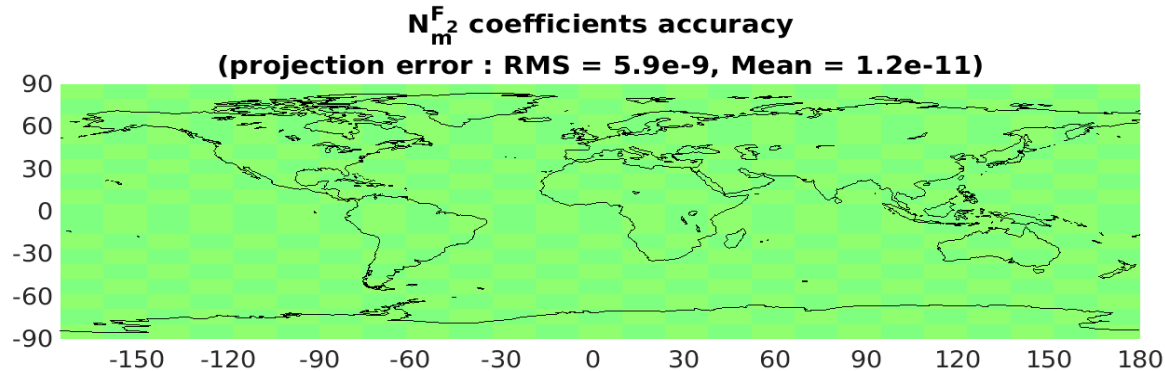 N_m^F_2 coefficients accuracy
(projection error : RMS = 5.9e-9, Mean = 1.2e-11)
90
60
30
0
-30
-60
-90
-150 -120 -90 -60 -30 0 30 60 90 120 150 180